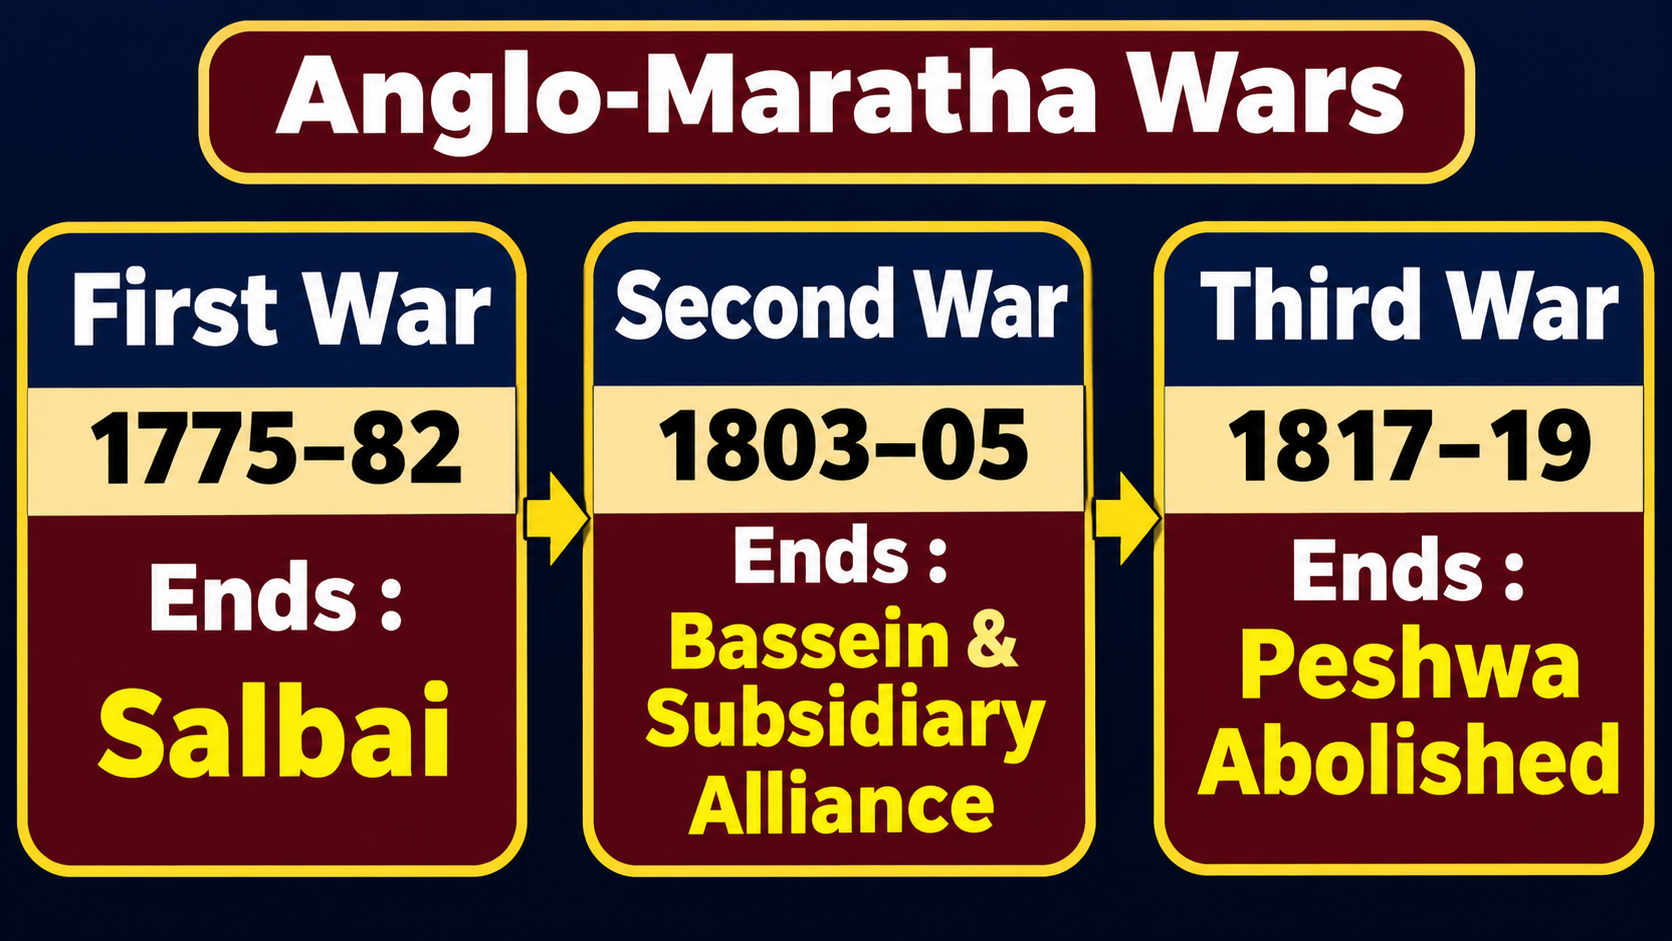 Anglo-Maratha Wars
First War
1775–82
Ends :
Salbai
Second War
1803–05
Ends :
Bassein &
Subsidiary
Alliance
Third War
1817–19
Ends :
Peshwa
Abolished